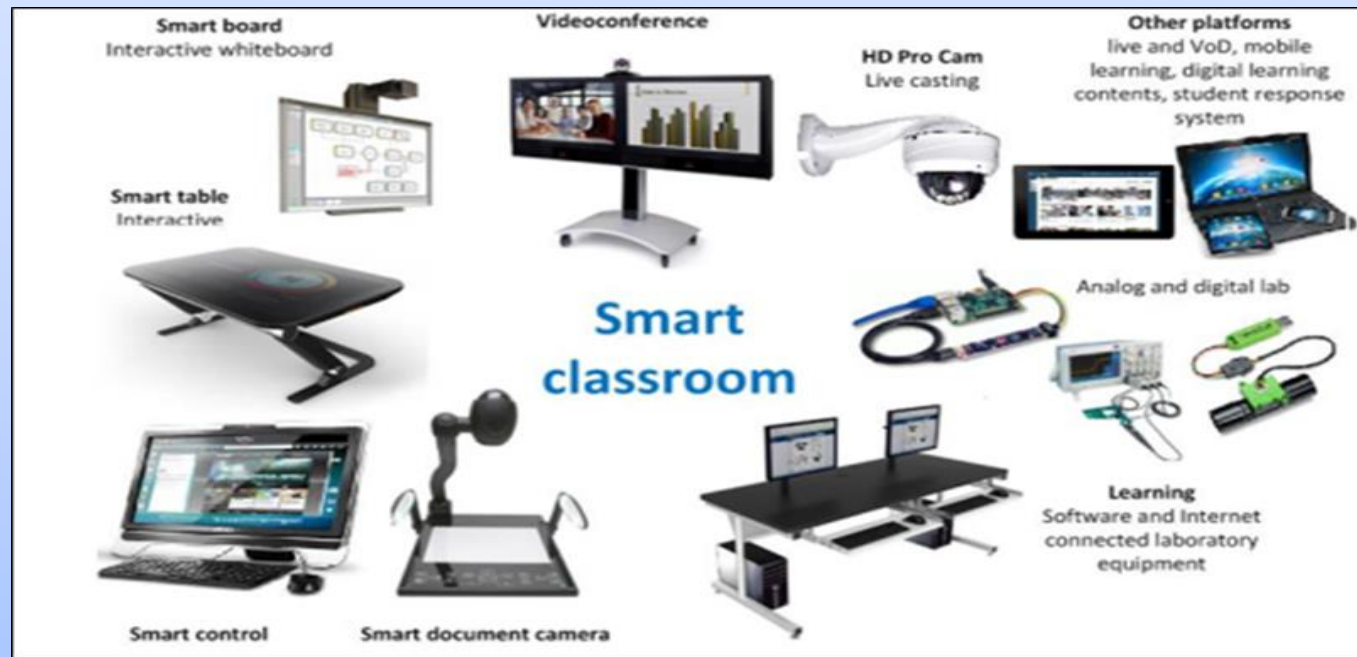 Smart board
Interactive whiteboard
Videoconference
HD Pro Cam
Live casting
Other platforms
live and VoD, mobile
learning, digital learning
contents, student response
system
Smart table
Interactive
Smart
classroom
Analog and digital lab
Learning
Software and Internet
connected laboratory
equipment
Smart control
Smart document camera